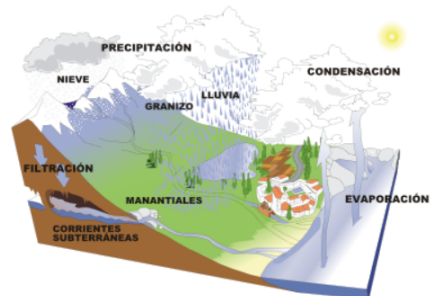 PRECIPITACIÓN
CONDENSACIÓN
NIEVE
LLUVIA
GRANIZO
FILTRACIÓN
MANANTIALES
EVAPORACIÓN
CORRIENTES
SUBTERRÁNEAS